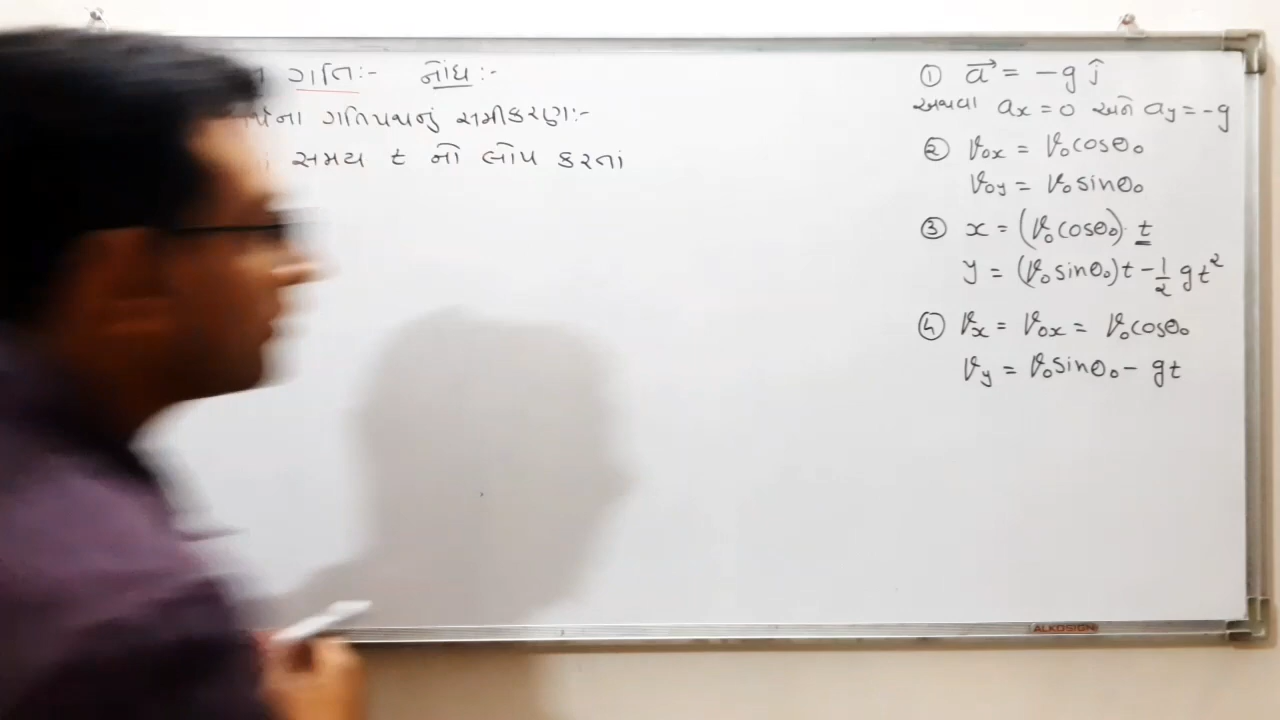 ગતિ:- નોંધ :-
ના ગતિપથનું સમીકરણ:-
સમય t નો લોપ કરતાં
① a⃗ = -g ĵ
અથવા ax = 0 અને ay = -g
② v₀x = v₀cosθ₀
v₀y = v₀sinθ₀
③ x = (v₀cosθ₀)·t
y = (v₀sinθ₀)t - 1/2 gt²
④ vx = v₀x = v₀cosθ₀
vy = v₀sinθ₀ - gt
ALKOSIGN